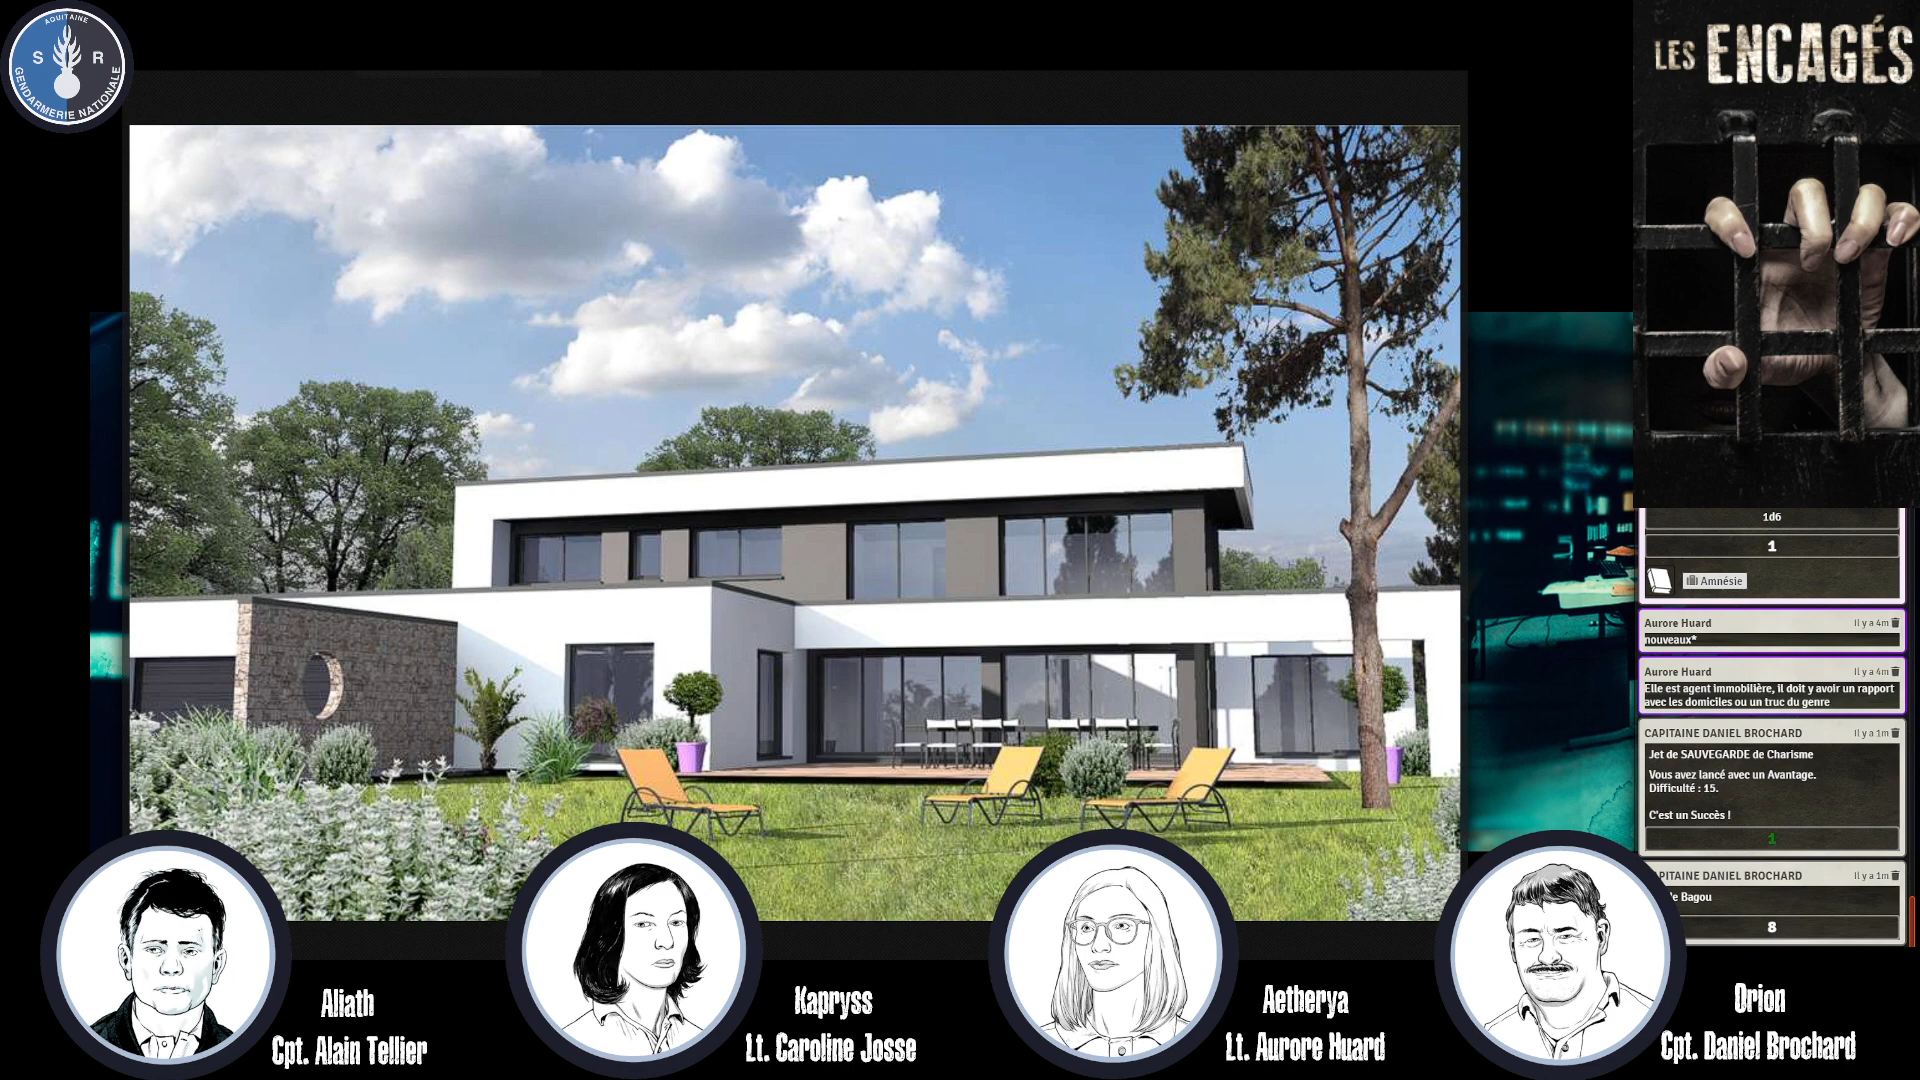 AQUITAINE
S R
GENDARMERIE NATIONALE
LES ENCAGÉS
1d6
1
Amnésie
Aurore Huard Il y a 4m
nouveaux*
Aurore Huard Il y a 4m
Elle est agent immobilière, il doit y avoir un rapport
avec les domiciles ou un truc du genre
CAPITAINE DANIEL BROCHARD Il y a 1m
Jet de SAUVEGARDE de Charisme
Vous avez lancé avec un Avantage.
Difficulté : 15.
C'est un Succès !
1
DANIEL BROCHARD Il y a 1m
Bagou
8
Aliath
Cpt. Alain Tellier
Kapryss
Lt. Caroline Josse
Aetherya
Lt. Aurore Huard
Orion
Cpt. Daniel Brochard